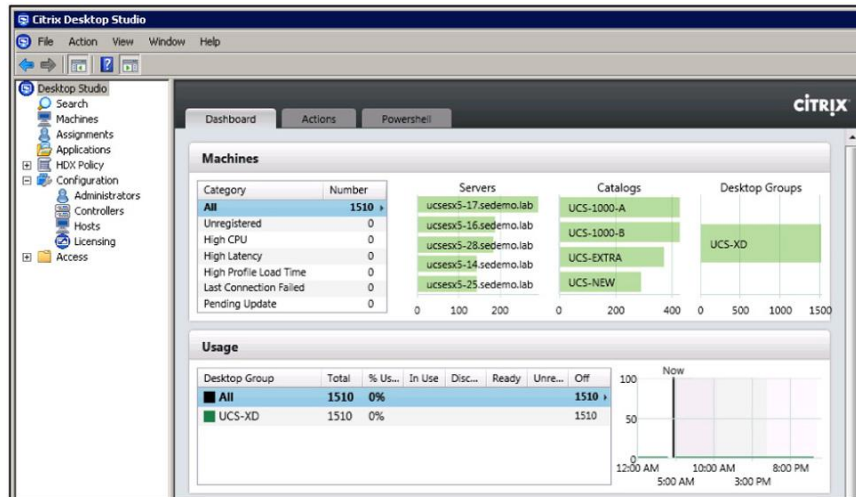 Citrix Desktop Studio
File Action View Window Help
Desktop Studio
Search
Machines
Assignments
Applications
HDX Policy
Configuration
Administrators
Controllers
Hosts
Licensing
Access
CITRIX
Dashboard Actions Powershell
Machines
Category Number
All 1510
Unregistered 0
High CPU 0
High Latency 0
High Profile Load Time 0
Last Connection Failed 0
Pending Update 0
Servers
ucsesx5-17.sedemo.lab
ucsesx5-16.sedemo.lab
ucsesx5-28.sedemo.lab
ucsesx5-14.sedemo.lab
ucsesx5-25.sedemo.lab
0 100 200
Catalogs
UCS-1000-A
UCS-1000-B
UCS-EXTRA
UCS-NEW
0 200 400
Desktop Groups
UCS-XD
0 500 1000 1500
Usage
Desktop Group Total % Us... In Use Disc... Ready Unre... Off
All 1510 0% 1510
UCS-XD 1510 0% 1510
Now
100
50
0
12:00 AM 10:00 AM 8:00 PM
5:00 AM 3:00 PM